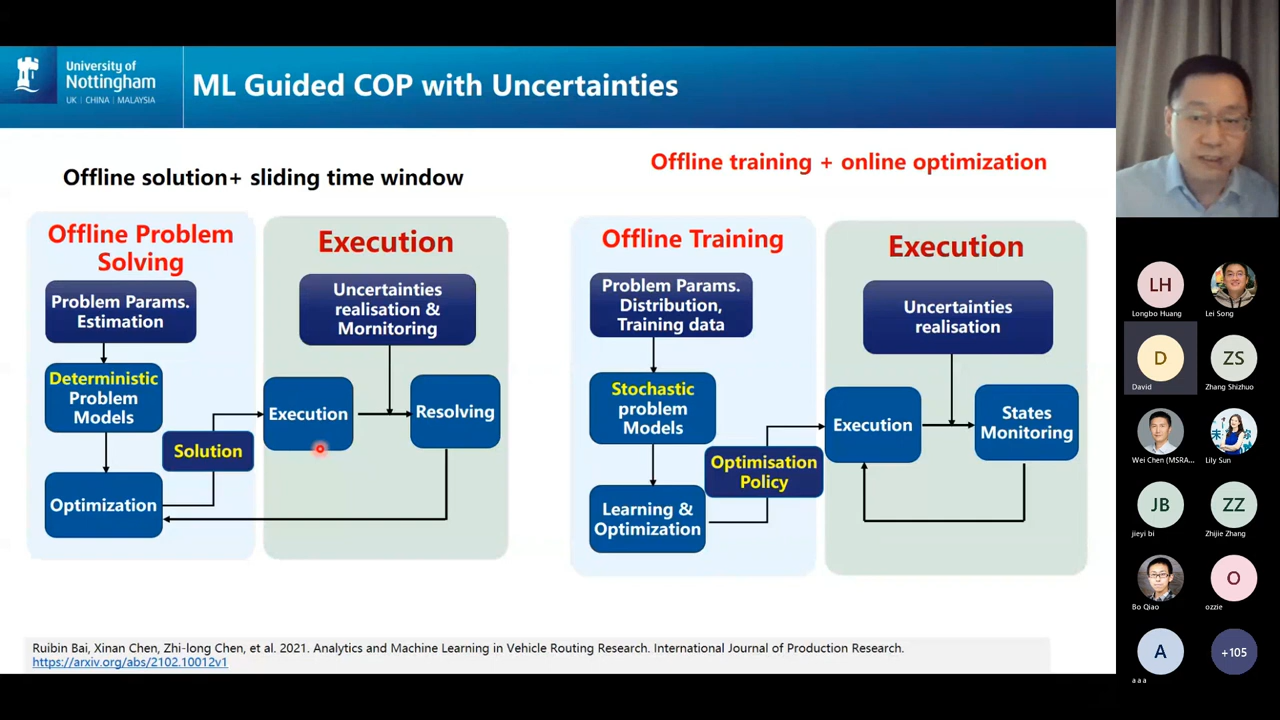 University of
Nottingham
UK | CHINA | MALAYSIA
ML Guided COP with Uncertainties
Offline solution+ sliding time window
Offline Problem
Solving
Problem Params.
Estimation
Deterministic
Problem
Models
Optimization
Solution
Execution
Uncertainties
realisation &
Mornitoring
Execution
Resolving
Offline training + online optimization
Offline Training
Problem Params.
Distribution,
Training data
Stochastic
problem
Models
Learning &
Optimization
Optimisation
Policy
Execution
Uncertainties
realisation
Execution
States
Monitoring
Ruibin Bai, Xinan Chen, Zhi-long Chen, et al. 2021. Analytics and Machine Learning in Vehicle Routing Research. International Journal of Production Research.
https://arxiv.org/abs/2102.10012v1
LH
Longbo Huang
Lei Song
D
David
ZS
Zhang Shizhuo
Wei Chen (MSRA...
Lily Sun
JB
jieyi bi
ZZ
Zhijie Zhang
Bo Qiao
O
ozzie
A
a a a
+105